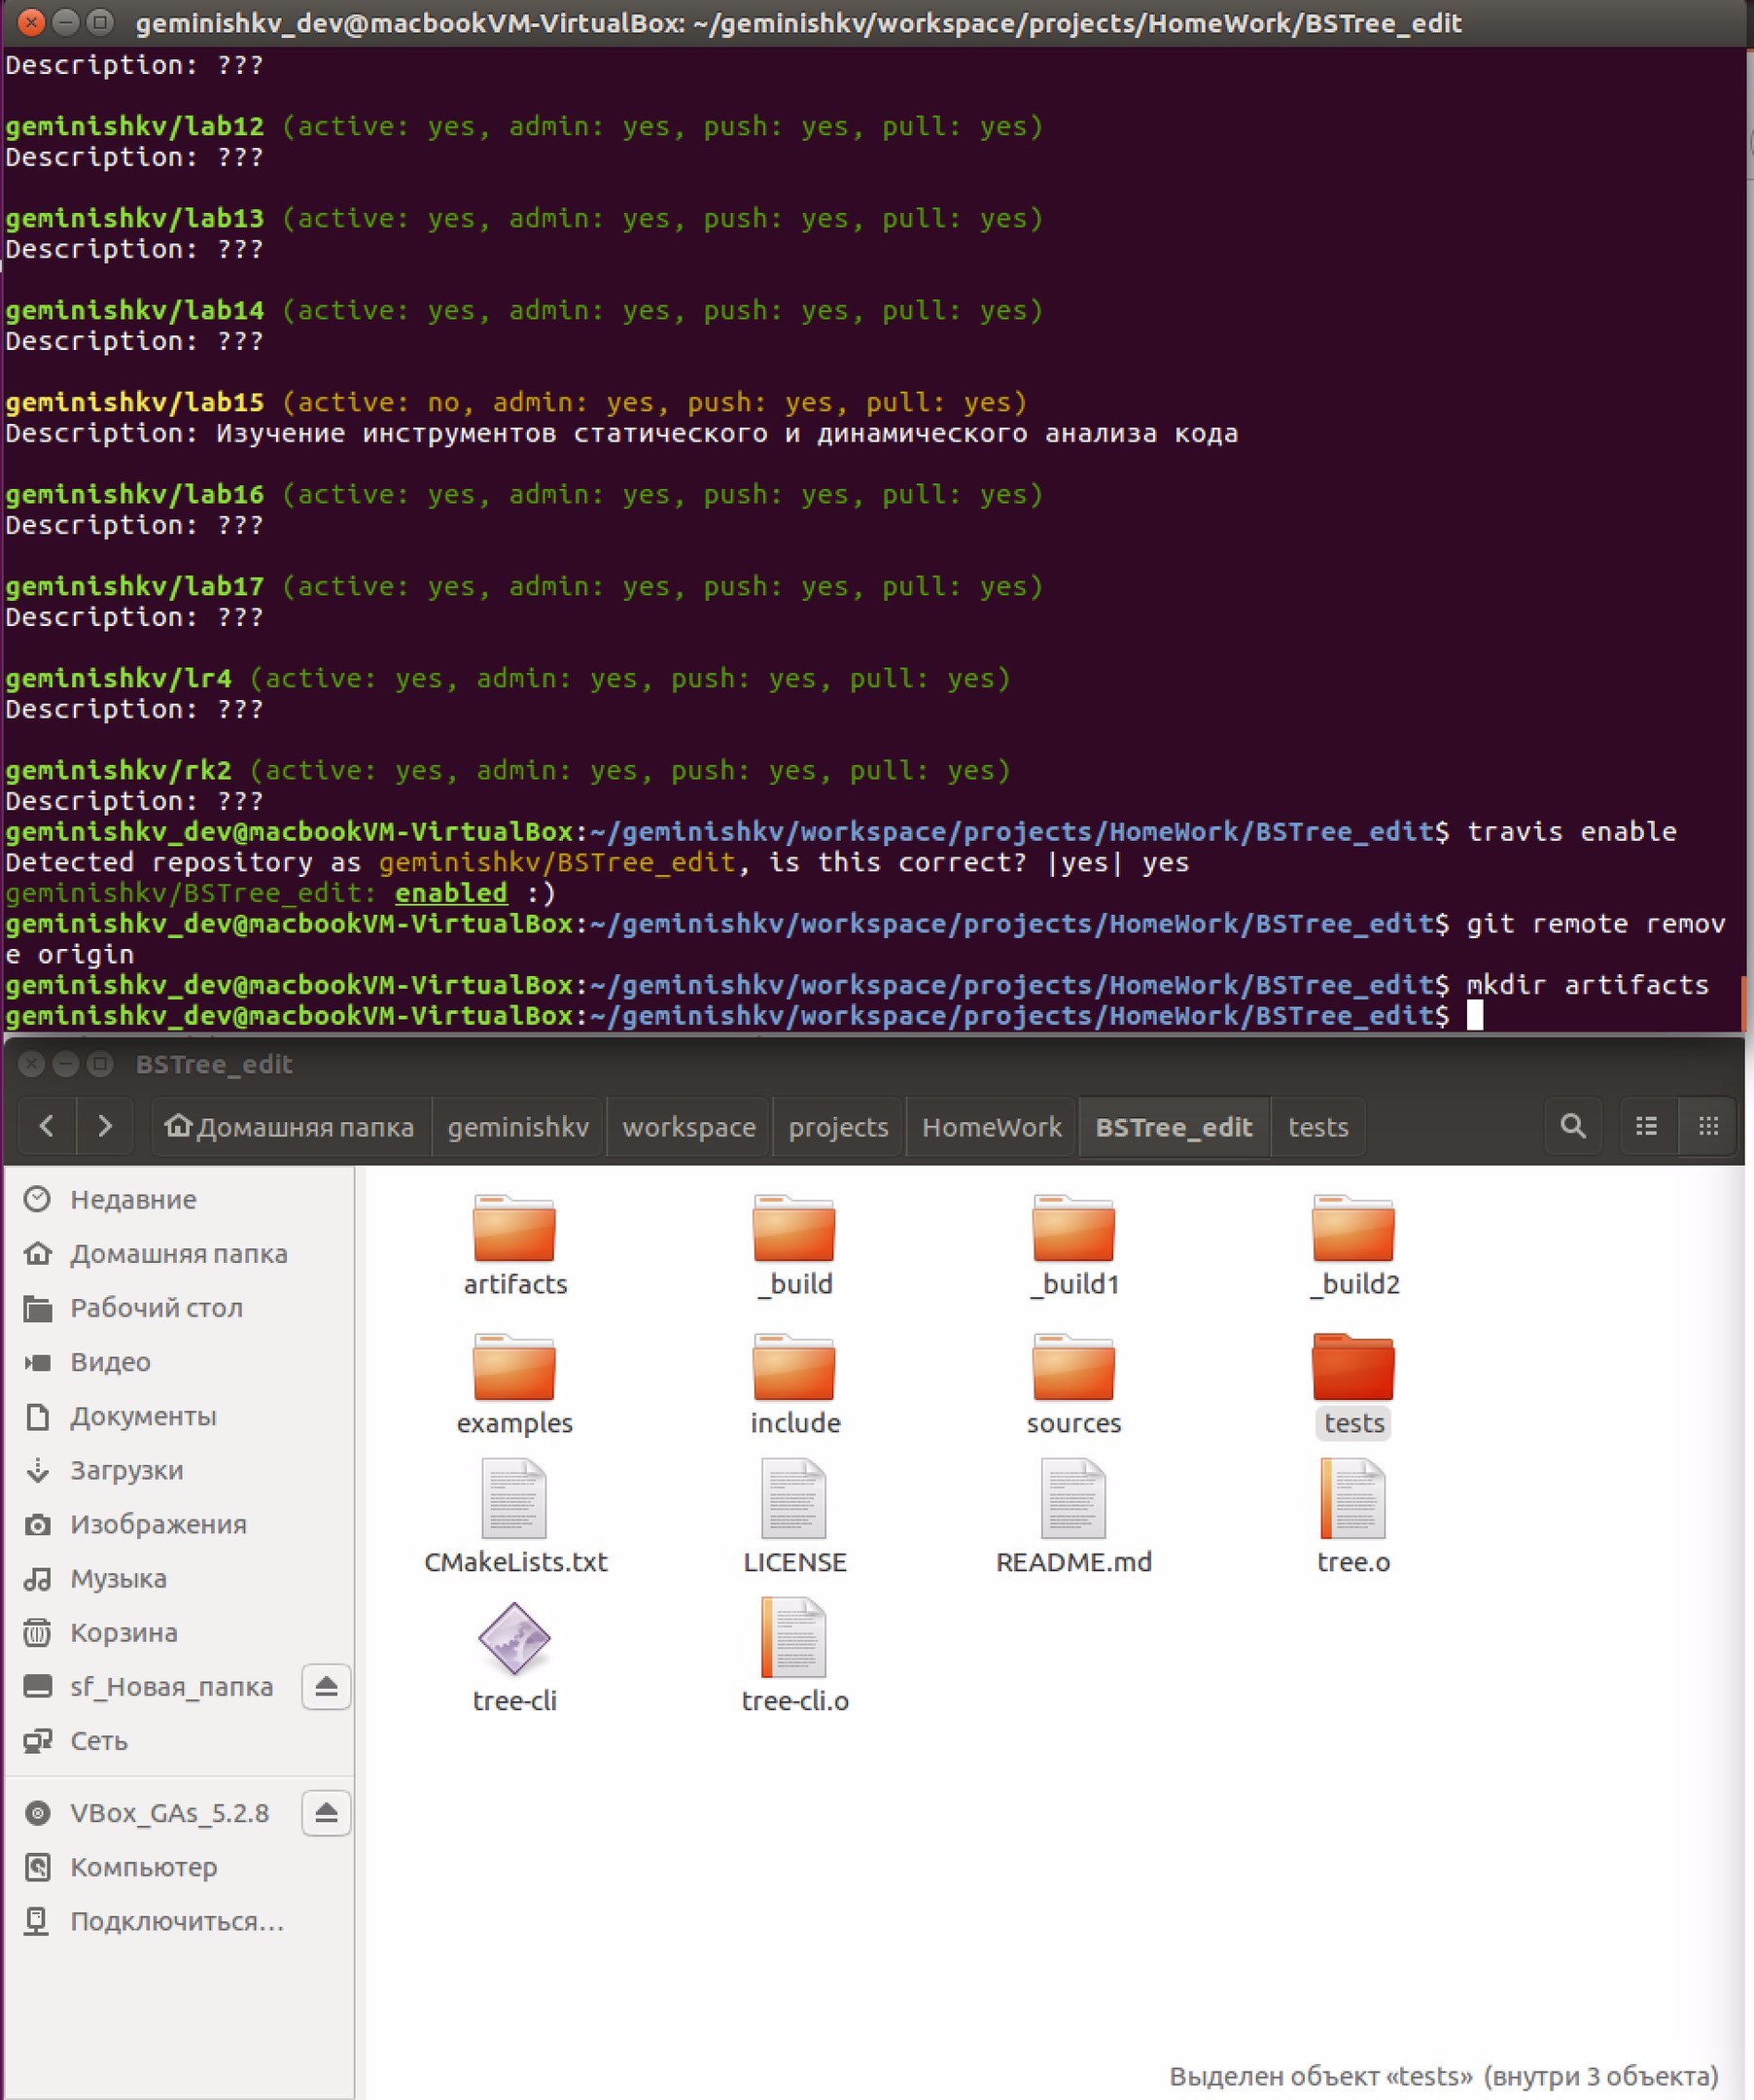 geminishkv_dev@macbookVM-VirtualBox: ~/geminishkv/workspace/projects/HomeWork/BSTree_edit
Description: ???
geminishkv/lab12 (active: yes, admin: yes, push: yes, pull: yes)
Description: ???
geminishkv/lab13 (active: yes, admin: yes, push: yes, pull: yes)
Description: ???
geminishkv/lab14 (active: yes, admin: yes, push: yes, pull: yes)
Description: ???
geminishkv/lab15 (active: no, admin: yes, push: yes, pull: yes)
Description: Изучение инструментов статического и динамического анализа кода
geminishkv/lab16 (active: yes, admin: yes, push: yes, pull: yes)
Description: ???
geminishkv/lab17 (active: yes, admin: yes, push: yes, pull: yes)
Description: ???
geminishkv/lr4 (active: yes, admin: yes, push: yes, pull: yes)
Description: ???
geminishkv/rk2 (active: yes, admin: yes, push: yes, pull: yes)
Description: ???
geminishkv_dev@macbookVM-VirtualBox:~/geminishkv/workspace/projects/HomeWork/BSTree_edit$ travis enable
Detected repository as geminishkv/BSTree_edit, is this correct? |yes| yes
geminishkv/BSTree_edit: enabled :)
geminishkv_dev@macbookVM-VirtualBox:~/geminishkv/workspace/projects/HomeWork/BSTree_edit$ git remote remov
e origin
geminishkv_dev@macbookVM-VirtualBox:~/geminishkv/workspace/projects/HomeWork/BSTree_edit$ mkdir artifacts
geminishkv_dev@macbookVM-VirtualBox:~/geminishkv/workspace/projects/HomeWork/BSTree_edit$
BSTree_edit
Домашняя папка geminishkv workspace projects HomeWork BSTree_edit tests
Недавние
Домашняя папка
Рабочий стол
Видео
Документы
Загрузки
Изображения
Музыка
Корзина
sf_Новая_папка
Сеть
VBox_GAs_5.2.8
Компьютер
Подключиться…
artifacts _build _build1 _build2
examples include sources tests
CMakeLists.txt LICENSE README.md tree.o
tree-cli tree-cli.o
Выделен объект «tests» (внутри 3 объекта)